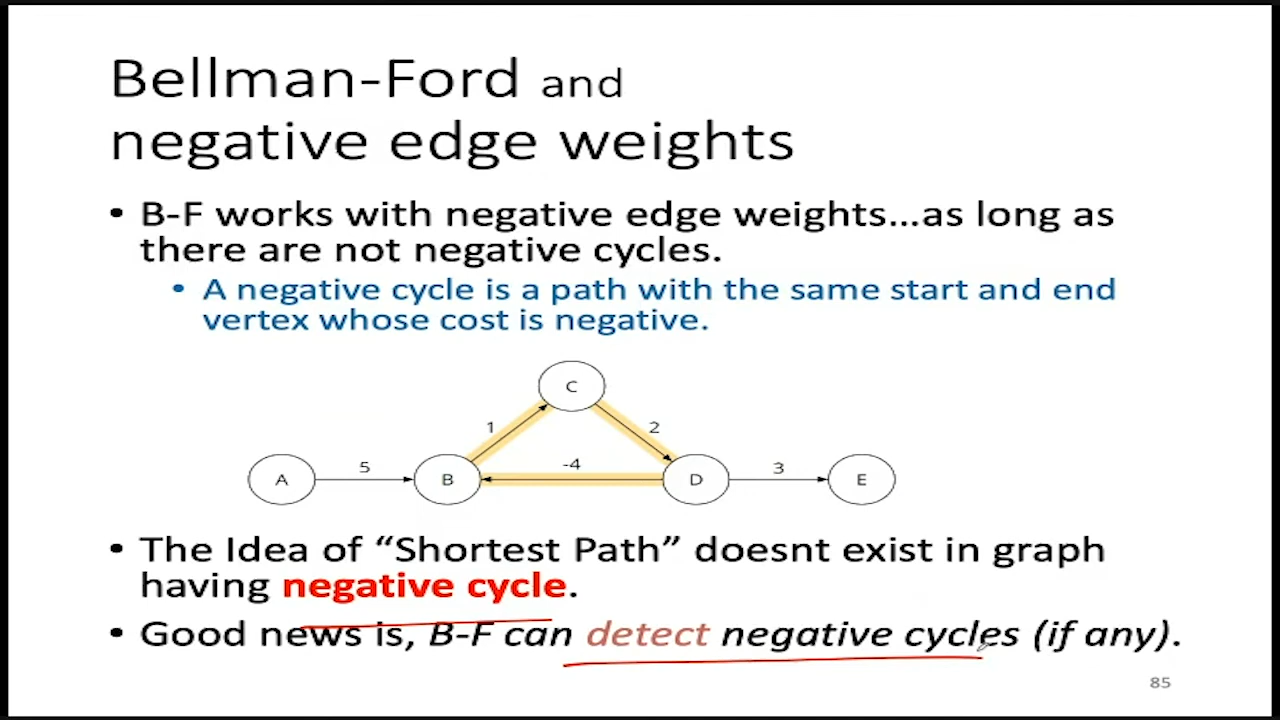 Bellman-Ford and
negative edge weights
• B-F works with negative edge weights...as long as
there are not negative cycles.
• A negative cycle is a path with the same start and end
vertex whose cost is negative.
C
1
2
A
5
B
-4
D
3
E
• The Idea of “Shortest Path” doesnt exist in graph
having negative cycle.
• Good news is, B-F can detect negative cycles (if any).
85